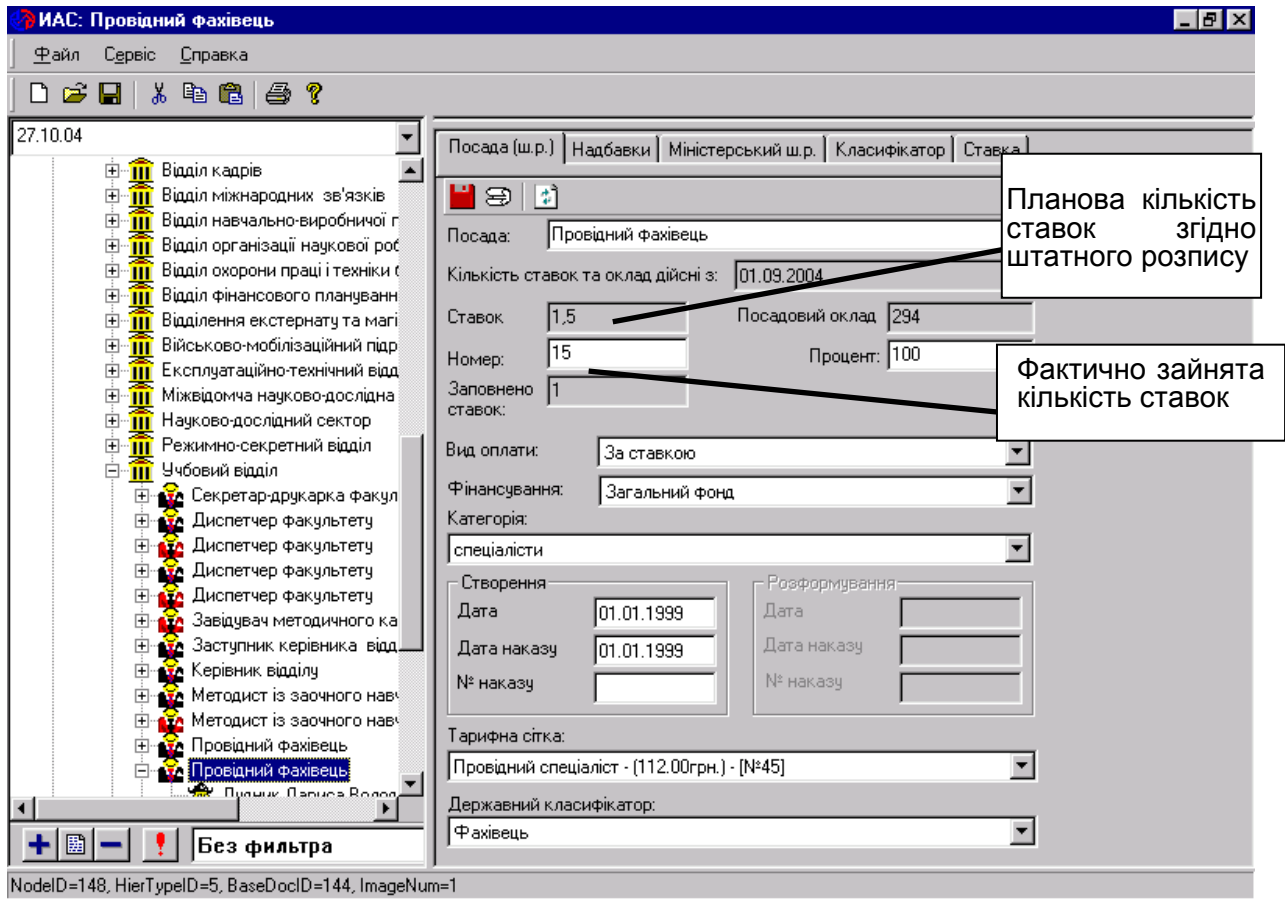 ИАС: Провідний фахівець
Файл Сервіс Справка
27.10.04
Відділ кадрів
Відділ міжнародних зв'язків
Відділ навчально-виробничої
Відділ організації наукової роб
Відділ охорони праці і техніки
Відділ фінансового плануванн
Відділення екстернату та магі
Військово-мобілізаційний підр
Експлуатаційно-технічний відд
Міжвідомча науково-дослідна
Науково-дослідний сектор
Режимно-секретний відділ
Учбовий відділ
Секретар-друкарка факул
Диспетчер факультету
Диспетчер факультету
Диспетчер факультету
Диспетчер факультету
Завідувач методичного ка
Заступник керівника відд
Керівник відділу
Методист із заочного навч
Методист із заочного навч
Провідний фахівець
Провідний фахівець
Без фильтра
Посада (ш.р.) Надбавки Міністерський ш.р. Класифікатор Ставка
Посада: Провідний фахівець
Кількість ставок та оклад дійсні з: 01.09.2004
Ставок 1,5 Посадовий оклад 294
Номер: 15 Процент: 100
Заповнено 1
ставок:
Вид оплати: За ставкою
Фінансування: Загальний фонд
Категорія:
спеціалісти
Створення Розформування
Дата 01.01.1999 Дата
Дата наказу 01.01.1999 Дата наказу
№ наказу № наказу
Тарифна сітка:
Провідний спеціаліст - (112.00грн.) - [№45]
Державний класифікатор:
Фахівець
Планова кількість
ставок згідно
штатного розпису
Фактично зайнята
кількість ставок
NodeID=148, HierTypeID=5, BaseDocID=144, ImageNum=1